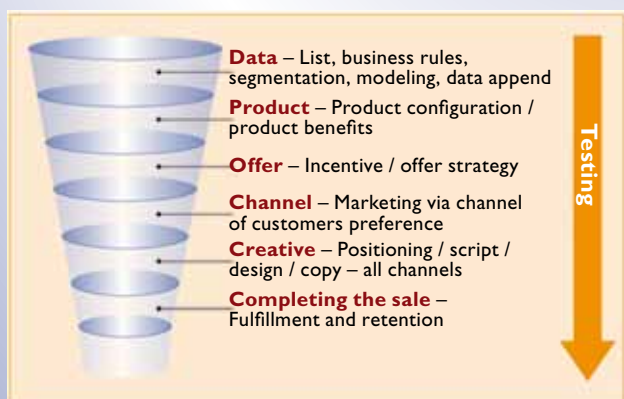 Data – List, business rules,
segmentation, modeling, data append
Product – Product configuration /
product benefits
Offer – Incentive / offer strategy
Channel – Marketing via channel
of customers preference
Creative – Positioning / script /
design / copy – all channels
Completing the sale –
Fulfillment and retention
Testing